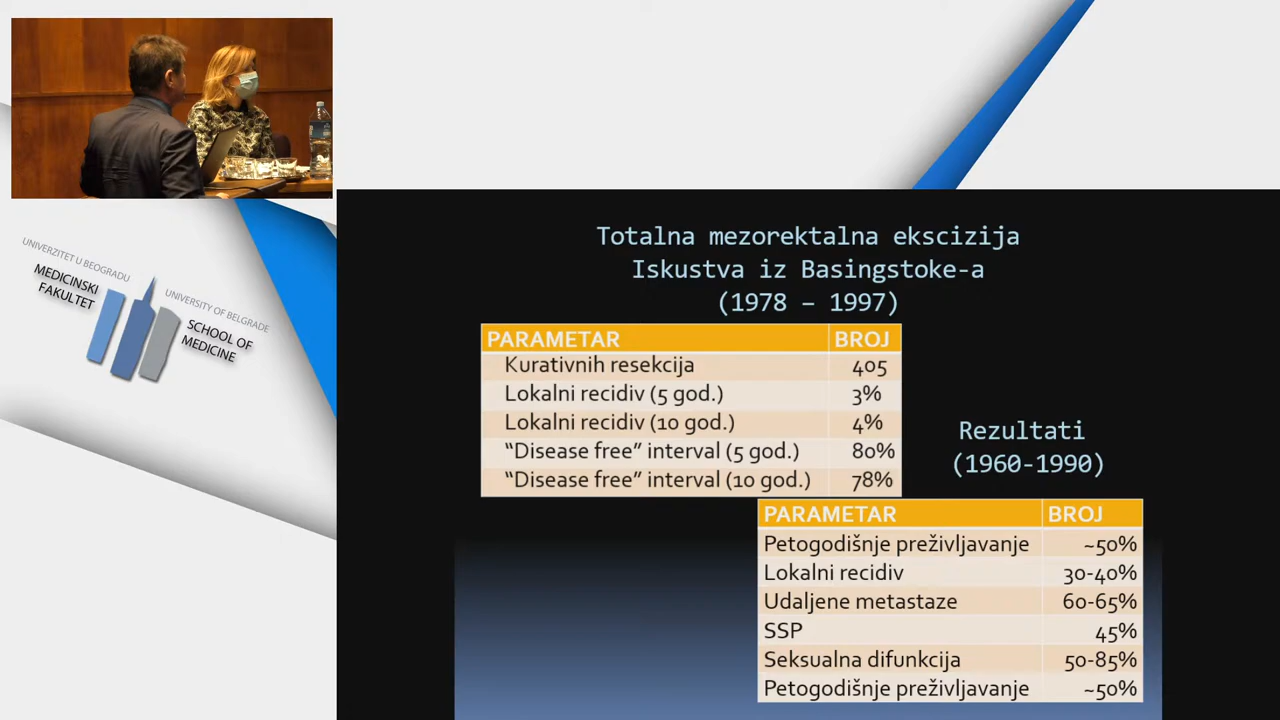 UNIVERZITET U BEOGRADU
MEDICINSKI
FAKULTET
UNIVERSITY OF BELGRADE
SCHOOL OF
MEDICINE
Totalna mezorektalna ekscizija
Iskustva iz Basingstoke-a
(1978 – 1997)
PARAMETAR BROJ
Kurativnih resekcija 405
Lokalni recidiv (5 god.) 3%
Lokalni recidiv (10 god.) 4%
“Disease free” interval (5 god.) 80%
“Disease free” interval (10 god.) 78%
Rezultati
(1960-1990)
PARAMETAR BROJ
Petogodišnje preživljavanje ~50%
Lokalni recidiv 30-40%
Udaljene metastaze 60-65%
SSP 45%
Seksualna difunkcija 50-85%
Petogodišnje preživljavanje ~50%